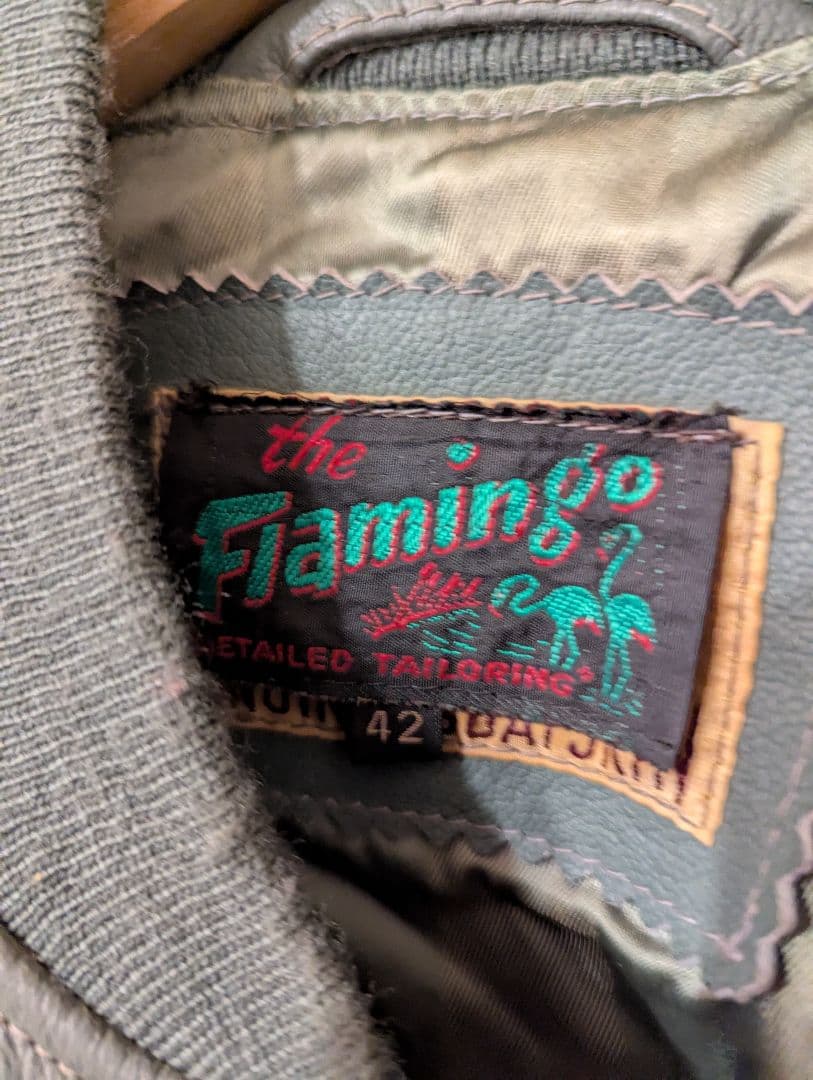 the
Flamingo
DETAILED TAILORING
42